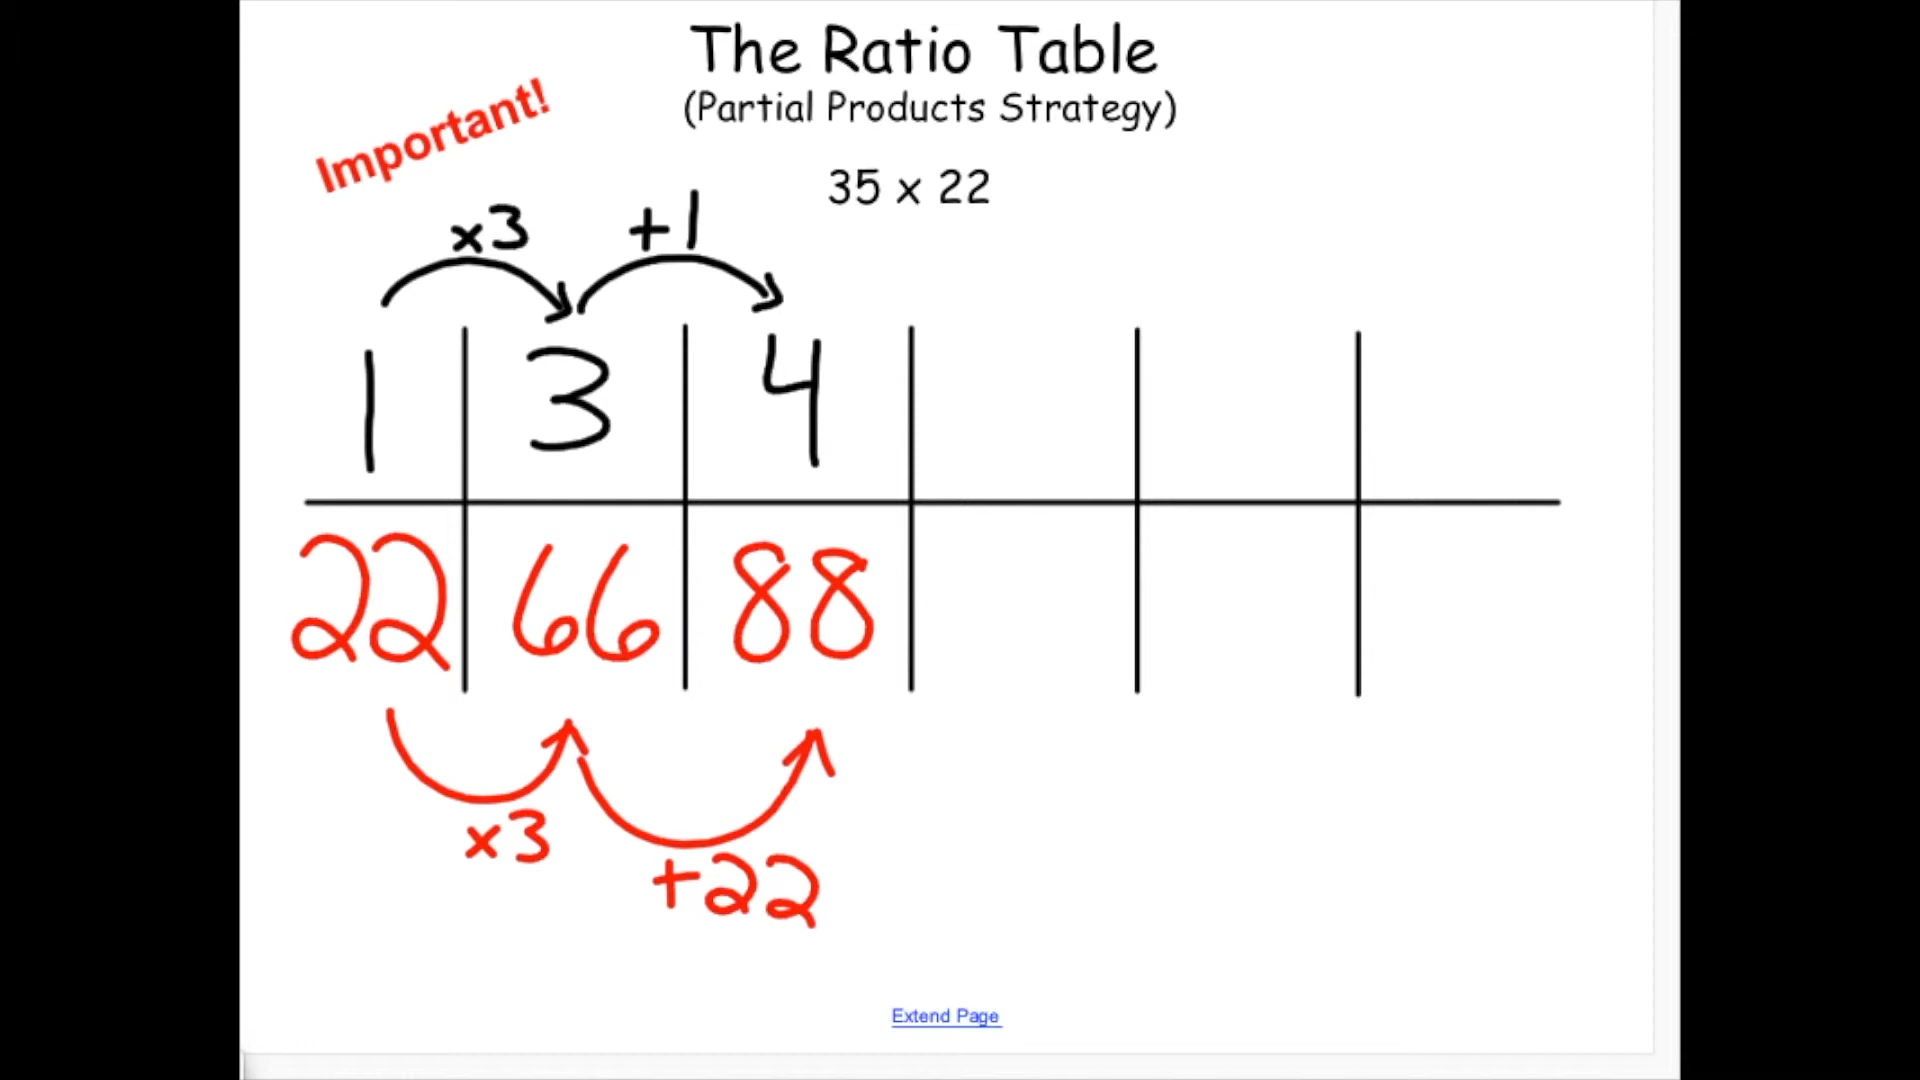 The Ratio Table
(Partial Products Strategy)
Important!
35 x 22
x3 +1
1 3 4
22 66 88
x3
+22
Extend Page